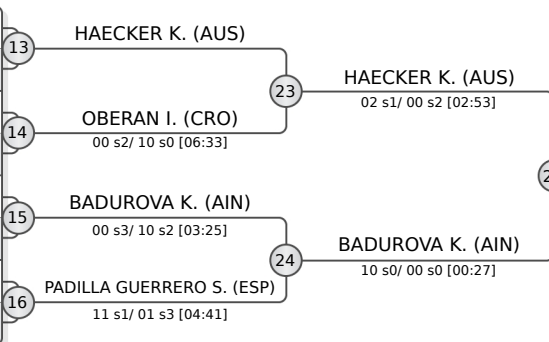 HAECKER K. (AUS)
13
HAECKER K. (AUS)
23
02 s1/ 00 s2 [02:53]
OBERAN I. (CRO)
14
00 s2/ 10 s0 [06:33]
BADUROVA K. (AIN)
15
00 s3/ 10 s2 [03:25]
BADUROVA K. (AIN)
24
10 s0/ 00 s0 [00:27]
PADILLA GUERRERO S. (ESP)
16
11 s1/ 01 s3 [04:41]